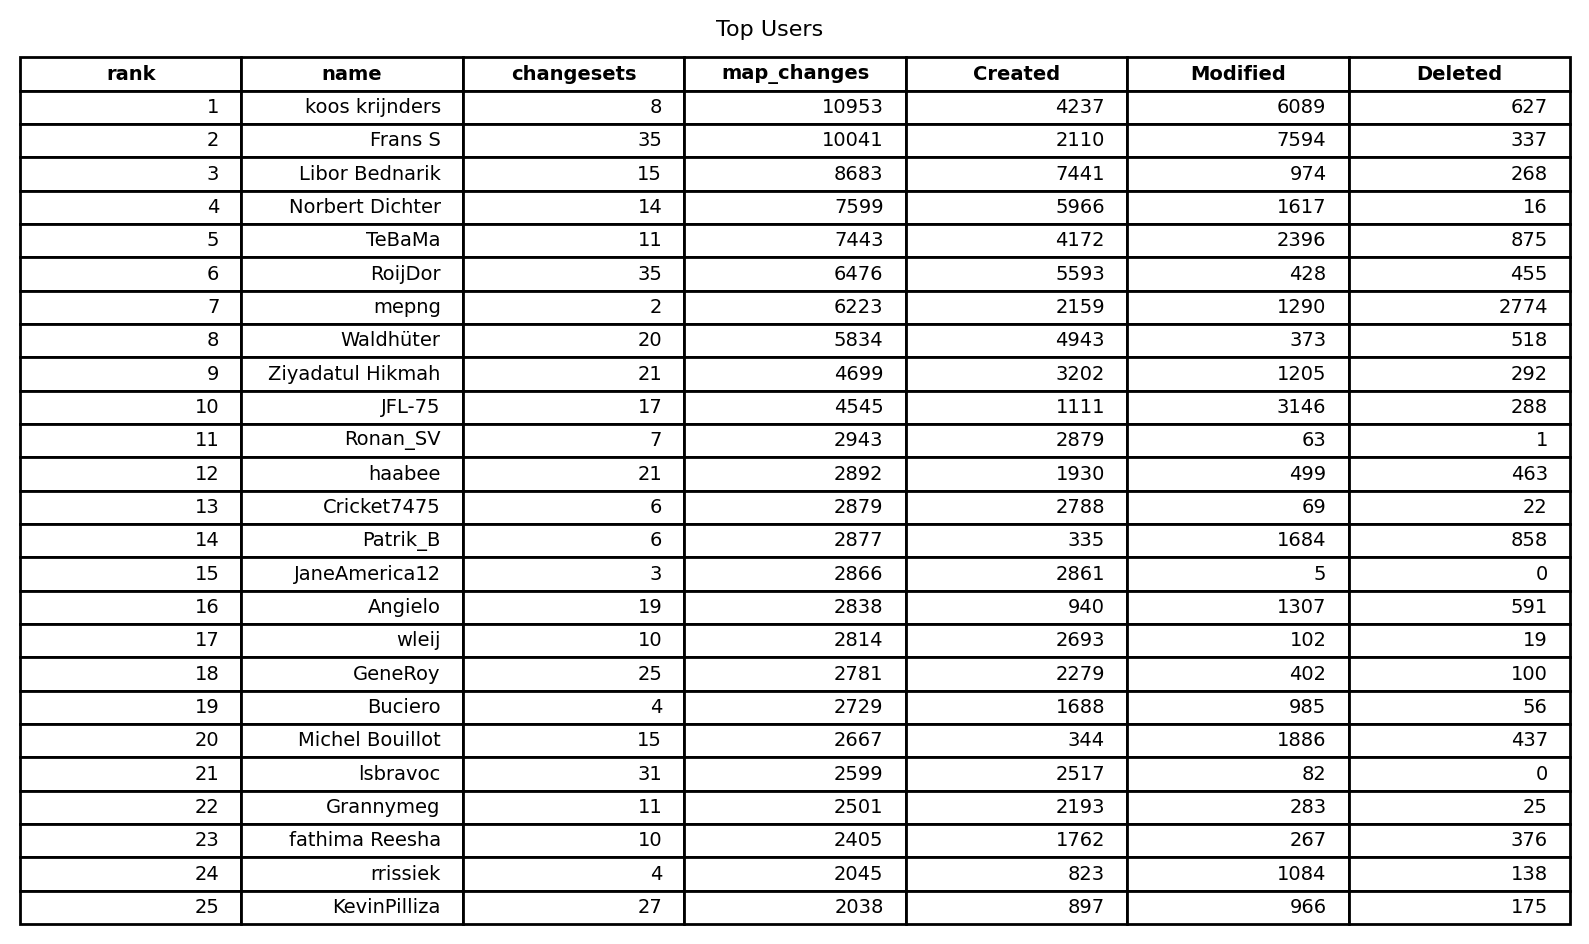 Top Users
rank name changesets map_changes Created Modified Deleted
1 koos krijnders 8 10953 4237 6089 627
2 Frans S 35 10041 2110 7594 337
3 Libor Bednarik 15 8683 7441 974 268
4 Norbert Dichter 14 7599 5966 1617 16
5 TeBaMa 11 7443 4172 2396 875
6 RoijDor 35 6476 5593 428 455
7 mepng 2 6223 2159 1290 2774
8 Waldhüter 20 5834 4943 373 518
9 Ziyadatul Hikmah 21 4699 3202 1205 292
10 JFL-75 17 4545 1111 3146 288
11 Ronan_SV 7 2943 2879 63 1
12 haabee 21 2892 1930 499 463
13 Cricket7475 6 2879 2788 69 22
14 Patrik_B 6 2877 335 1684 858
15 JaneAmerica12 3 2866 2861 5 0
16 Angielo 19 2838 940 1307 591
17 wleij 10 2814 2693 102 19
18 GeneRoy 25 2781 2279 402 100
19 Buciero 4 2729 1688 985 56
20 Michel Bouillot 15 2667 344 1886 437
21 lsbravoc 31 2599 2517 82 0
22 Grannymeg 11 2501 2193 283 25
23 fathima Reesha 10 2405 1762 267 376
24 rrissiek 4 2045 823 1084 138
25 KevinPilliza 27 2038 897 966 175